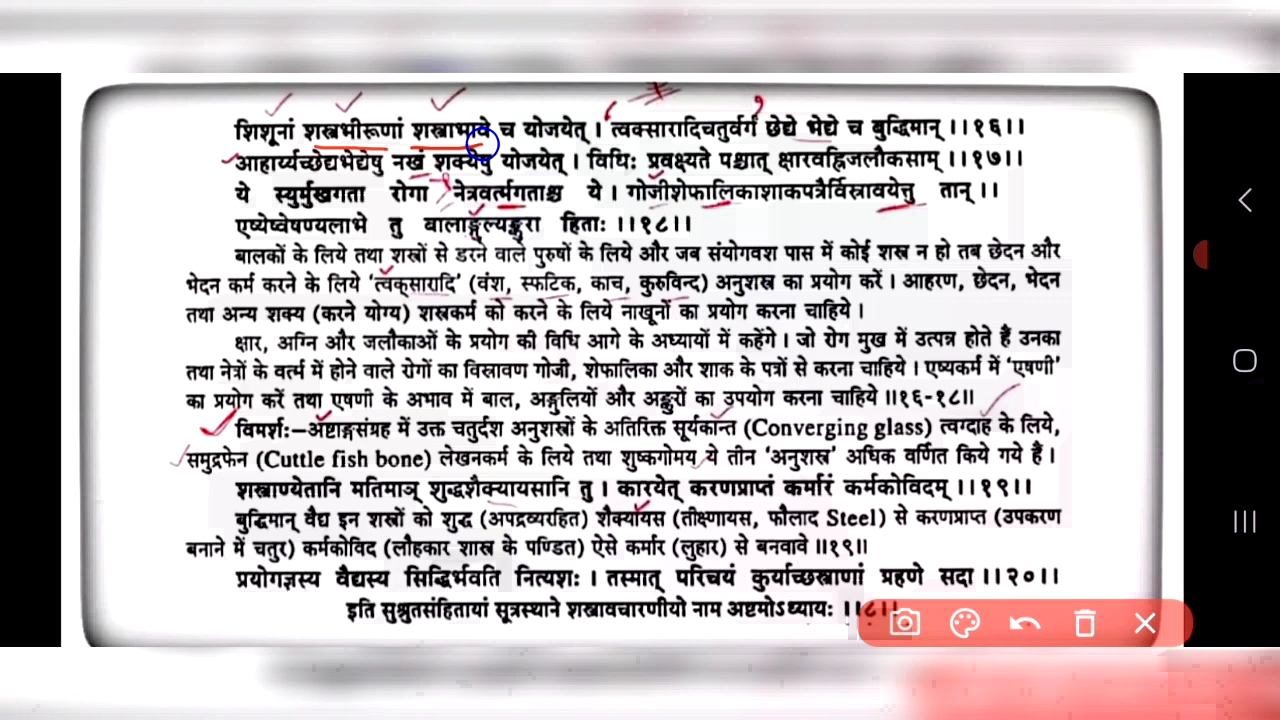 शिशूनां शस्त्रभीरूणां शस्त्राभावे च योजयेत् । त्वक्सारादिचतुर्वर्गं छेद्ये भेद्ये च बुद्धिमान् ।।१६।।
आहार्य्यच्छेद्यभेद्येषु नखं शक्येषु योजयेत् । विधिः प्रवक्ष्यते पश्चात् क्षारवह्निजलौकसाम् ।।१७।।
ये स्युर्मुखगता रोगा नेत्रवर्त्मगताश्च ये । गोजीशेफालिकाशाकपत्रैर्विस्रावयेत्तु तान् ।।
एष्येष्वेषण्यलाभे तु बालाङ्गुल्यङ्कुरा हिताः ।।१८।।
बालकों के लिये तथा शस्त्रों से डरने वाले पुरुषों के लिये और जब संयोगवश पास में कोई शस्त्र न हो तब छेदन और
भेदन कर्म करने के लिये ‘त्वक्सारादि’ (वंश, स्फटिक, काच, कुरुविन्द) अनुशस्त्र का प्रयोग करें । आहरण, छेदन, भेदन
तथा अन्य शक्य (करने योग्य) शस्त्रकर्म को करने के लिये नाखूनों का प्रयोग करना चाहिये ।
क्षार, अग्नि और जलौकाओं के प्रयोग की विधि आगे के अध्यायों में कहेंगे । जो रोग मुख में उत्पन्न होते हैं उनका
तथा नेत्रों के वर्त्म में होने वाले रोगों का विस्रावण गोजी, शेफालिका और शाक के पत्रों से करना चाहिये । एष्यकर्म में ‘एषणी’
का प्रयोग करें तथा एषणी के अभाव में बाल, अङ्गुलियों और अङ्कुरों का उपयोग करना चाहिये ॥१६-१८॥
विमर्श:–अष्टाङ्गसंग्रह में उक्त चतुर्दश अनुशस्त्रों के अतिरिक्त सूर्यकान्त (Converging glass) त्वग्दाह के लिये,
समुद्रफेन (Cuttle fish bone) लेखनकर्म के लिये तथा शुष्कगोमय ये तीन ‘अनुशस्त्र’ अधिक वर्णित किये गये हैं ।
शस्त्राण्येतानि मतिमाञ् शुद्धशैक्यायसानि तु । कारयेत् करणप्राप्तं कर्मारं कर्मकोविदम् ।।१९।।
बुद्धिमान् वैद्य इन शस्त्रों को शुद्ध (अपद्रव्यरहित) शैक्यायस (तीक्ष्णायस, फौलाद Steel) से करणप्राप्त (उपकरण
बनाने में चतुर) कर्मकोविद (लौहकार शास्त्र के पण्डित) ऐसे कर्मार (लुहार) से बनवावे ॥१९॥
प्रयोगज्ञस्य वैद्यस्य सिद्धिर्भवति नित्यशः । तस्मात् परिचयं कुर्याच्छस्त्राणां ग्रहणे सदा ।।२०।।
इति सुश्रुतसंहितायां सूत्रस्थाने शस्त्रावचारणीयो नाम अष्टमोऽध्यायः ।।८।।